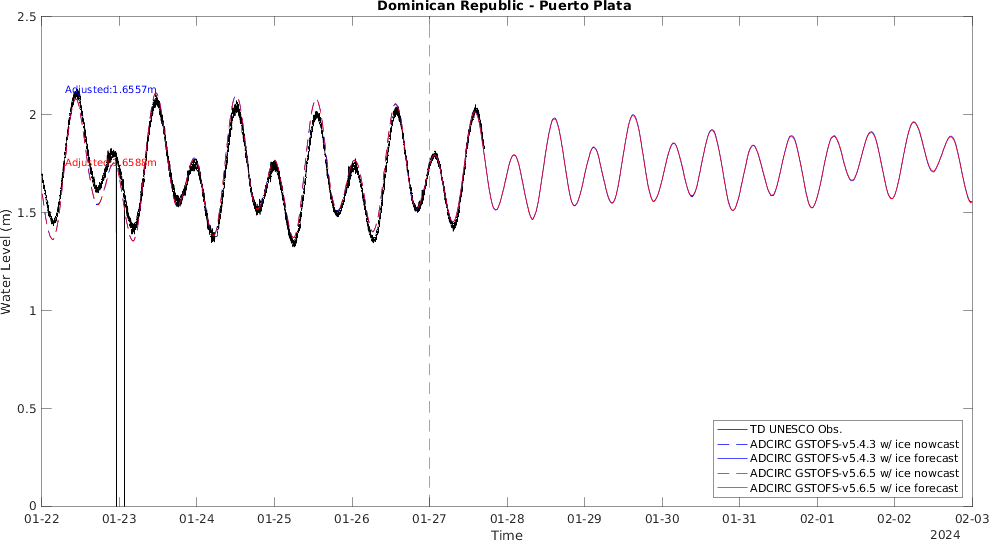 Dominican Republic - Puerto Plata
2.5
2
1.5
1
0.5
0
Water Level (m)
Adjusted:1.6557m
Adjusted:1.6588m
TD UNESCO Obs.
ADCIRC GSTOFS-v5.4.3 w/ ice nowcast
ADCIRC GSTOFS-v5.4.3 w/ ice forecast
ADCIRC GSTOFS-v5.6.5 w/ ice nowcast
ADCIRC GSTOFS-v5.6.5 w/ ice forecast
01-22 01-23 01-24 01-25 01-26 01-27 01-28 01-29 01-30 01-31 02-01 02-02 02-03
Time
2024